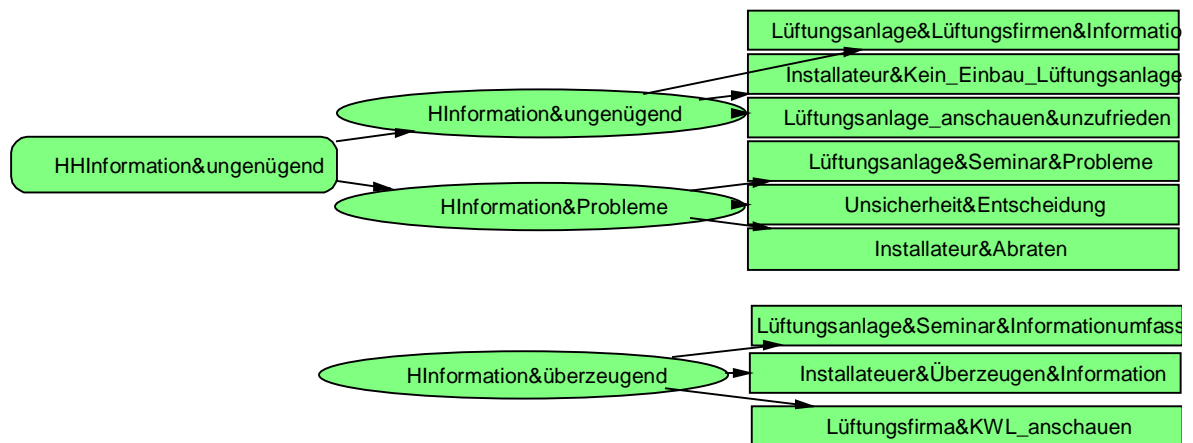 Lüftungsanlage&Lüftungsfirmen&Informatio
Installateur&Kein_Einbau_Lüftungsanlage
HInformation&ungenügend
Lüftungsanlage_anschauen&unzufrieden
HHInformation&ungenügend
Lüftungsanlage&Seminar&Probleme
HInformation&Probleme
Unsicherheit&Entscheidung
Installateur&Abraten
Lüftungsanlage&Seminar&Informationumfass
HInformation&überzeugend
Installateuer&Überzeugen&Information
Lüftungsfirma&KWL_anschauen